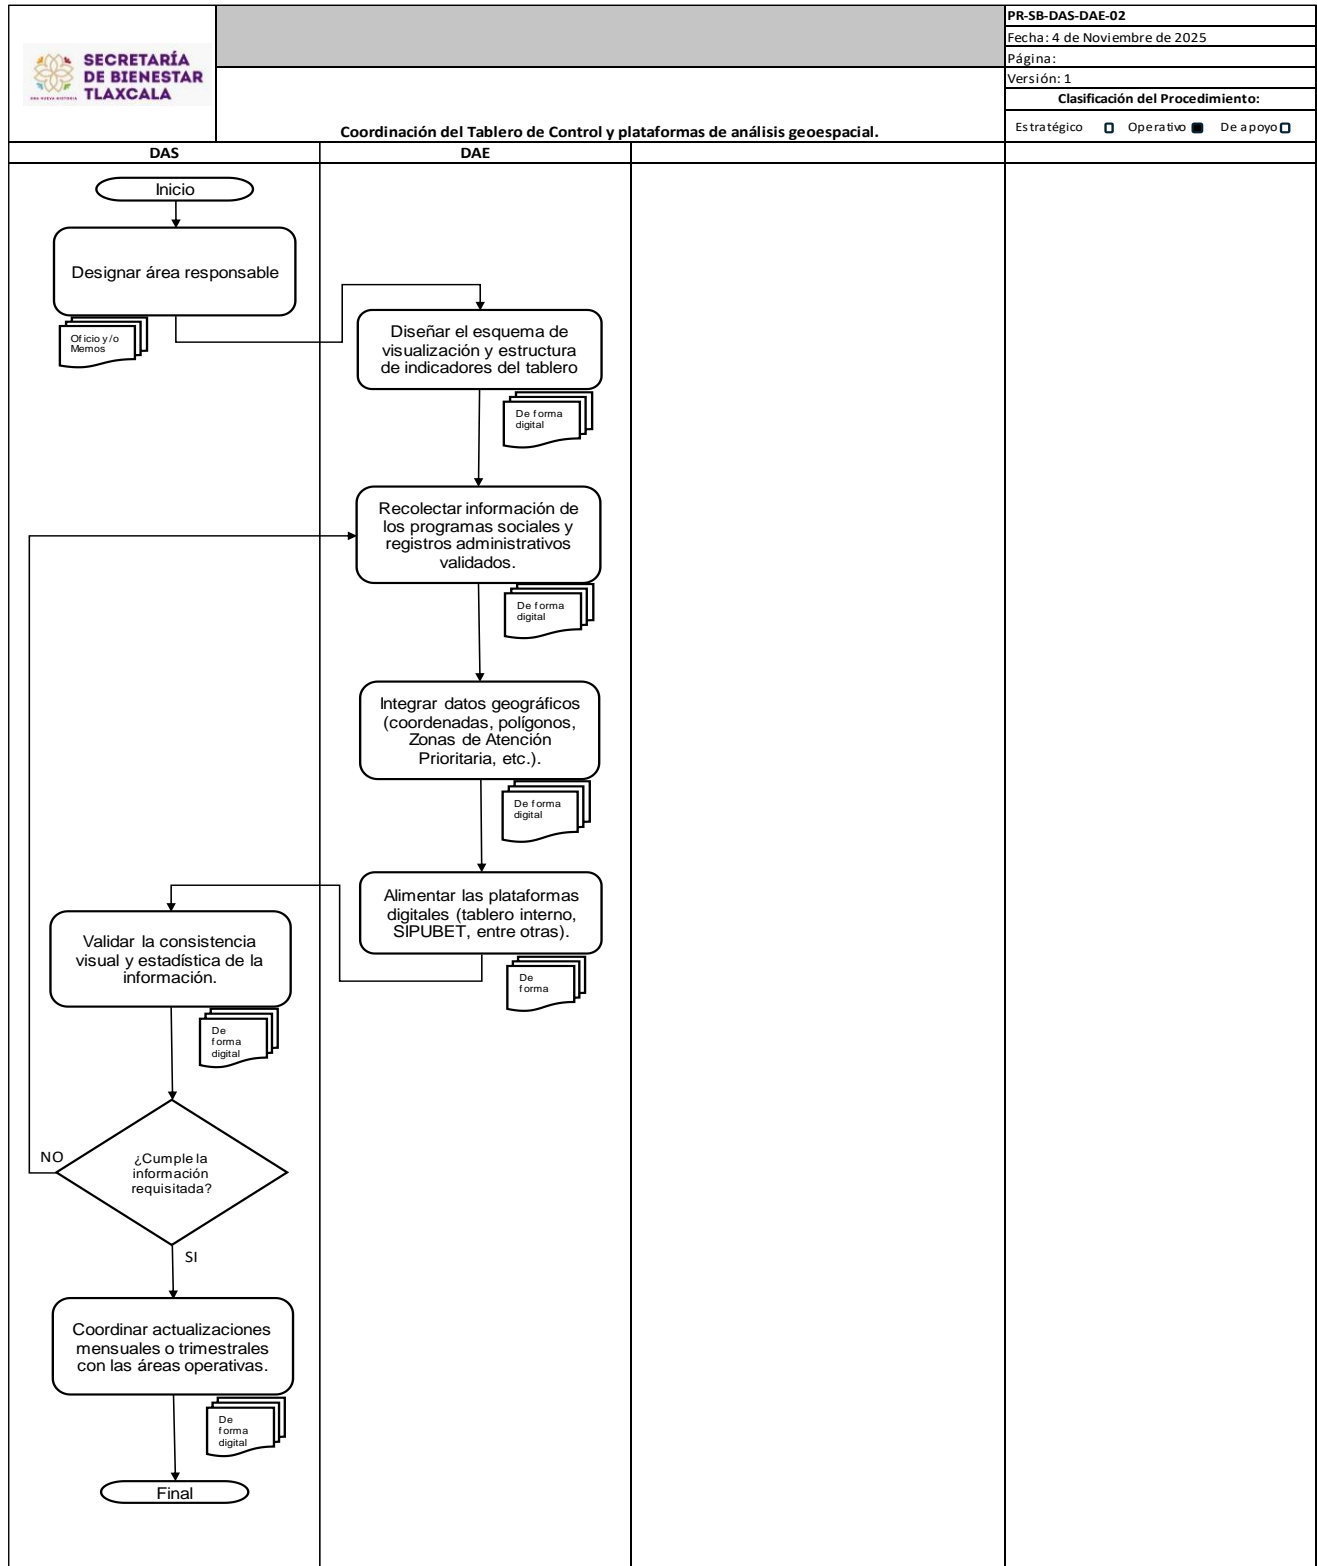 SECRETARÍA
DE BIENESTAR
TLAXCALA
UNA NUEVA HISTORIA
PR-SB-DAS-DAE-02
Fecha: 4 de Noviembre de 2025
Página:
Versión: 1
Clasificación del Procedimiento:
Estratégico Operativo De apoyo
Coordinación del Tablero de Control y plataformas de análisis geoespacial.
DAS
DAE
Inicio
Designar área responsable
Oficio y/o
Memos
Diseñar el esquema de
visualización y estructura
de indicadores del tablero
De forma
digital
Recolectar información de
los programas sociales y
registros administrativos
validados.
De forma
digital
Integrar datos geográficos
(coordenadas, polígonos,
Zonas de Atención
Prioritaria, etc.).
De forma
digital
Alimentar las plataformas
digitales (tablero interno,
SIPUBET, entre otras).
De
forma
Validar la consistencia
visual y estadística de la
información.
De
forma
digital
NO
¿Cumple la
información
requisitada?
SI
Coordinar actualizaciones
mensuales o trimestrales
con las áreas operativas.
De
forma
digital
Final